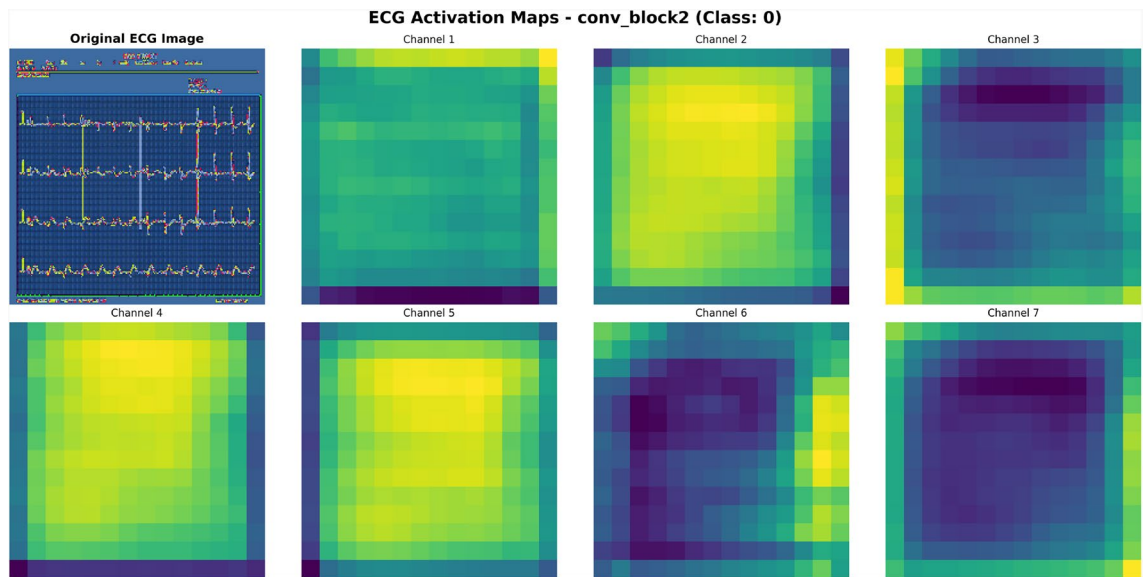 ECG Activation Maps - conv_block2 (Class: 0)
Original ECG Image
Channel 1
Channel 2
Channel 3
Channel 4
Channel 5
Channel 6
Channel 7